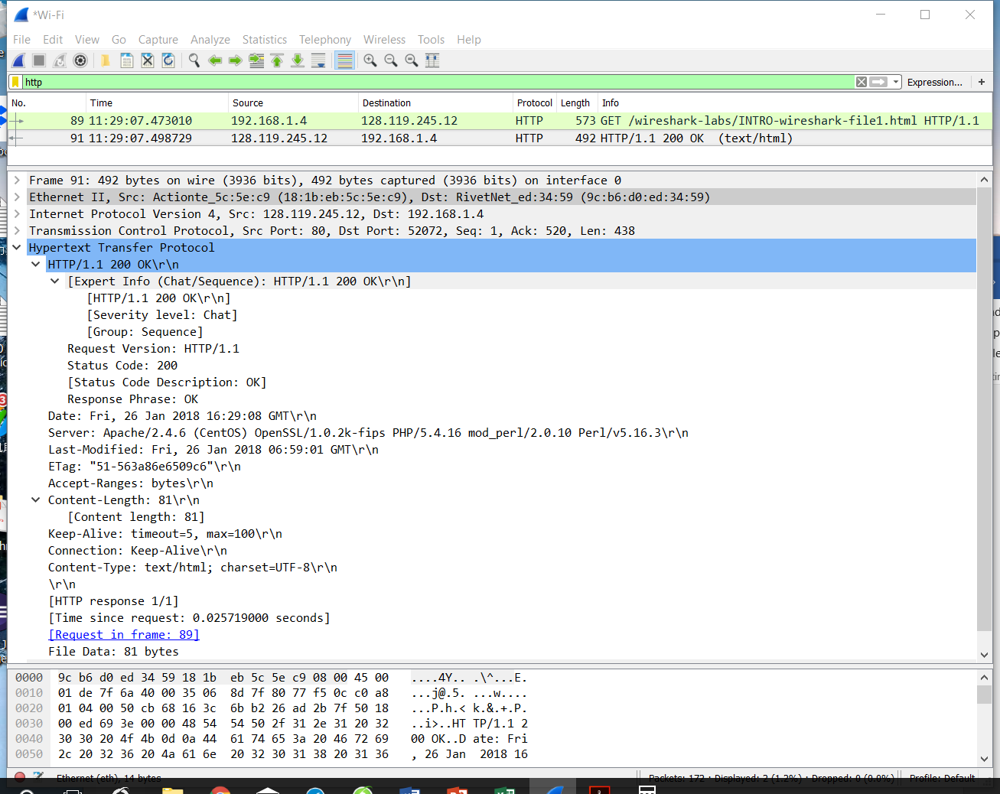 *Wi-Fi
File Edit View Go Capture Analyze Statistics Telephony Wireless Tools Help
http Expression... +
No. Time Source Destination Protocol Length Info
89 11:29:07.473010 192.168.1.4 128.119.245.12 HTTP 573 GET /wireshark-labs/INTRO-wireshark-file1.html HTTP/1.1
91 11:29:07.498729 128.119.245.12 192.168.1.4 HTTP 492 HTTP/1.1 200 OK (text/html)
Frame 91: 492 bytes on wire (3936 bits), 492 bytes captured (3936 bits) on interface 0
Ethernet II, Src: Actionte_5c:5e:c9 (18:1b:eb:5c:5e:c9), Dst: RivetNet_ed:34:59 (9c:b6:d0:ed:34:59)
Internet Protocol Version 4, Src: 128.119.245.12, Dst: 192.168.1.4
Transmission Control Protocol, Src Port: 80, Dst Port: 52072, Seq: 1, Ack: 520, Len: 438
Hypertext Transfer Protocol
HTTP/1.1 200 OK\r\n
[Expert Info (Chat/Sequence): HTTP/1.1 200 OK\r\n]
[HTTP/1.1 200 OK\r\n]
[Severity level: Chat]
[Group: Sequence]
Request Version: HTTP/1.1
Status Code: 200
[Status Code Description: OK]
Response Phrase: OK
Date: Fri, 26 Jan 2018 16:29:08 GMT\r\n
Server: Apache/2.4.6 (CentOS) OpenSSL/1.0.2k-fips PHP/5.4.16 mod_perl/2.0.10 Perl/v5.16.3\r\n
Last-Modified: Fri, 26 Jan 2018 06:59:01 GMT\r\n
ETag: "51-563a86e6509c6"\r\n
Accept-Ranges: bytes\r\n
Content-Length: 81\r\n
[Content length: 81]
Keep-Alive: timeout=5, max=100\r\n
Connection: Keep-Alive\r\n
Content-Type: text/html; charset=UTF-8\r\n
\r\n
[HTTP response 1/1]
[Time since request: 0.025719000 seconds]
[Request in frame: 89]
File Data: 81 bytes
0000 9c b6 d0 ed 34 59 18 1b eb 5c 5e c9 08 00 45 00 ....4Y.. .\^...E.
0010 01 de 7f 6a 40 00 35 06 8d 7f 80 77 f5 0c c0 a8 ...j@.5. ...w....
0020 01 04 00 50 cb 68 16 3c 6b b2 26 ad 2b 7f 50 18 ...P.h.< k.&.+.P.
0030 00 ed 69 3e 00 00 48 54 54 50 2f 31 2e 31 20 32 ..i>..HT TP/1.1 2
0040 30 30 20 4f 4b 0d 0a 44 61 74 65 3a 20 46 72 69 00 OK..D ate: Fri
0050 2c 20 32 36 20 4a 61 6e 20 32 30 31 38 20 31 36 , 26 Jan 2018 16
Ethernet (eth), 14 bytes Packets: 172 · Displayed: 2 (1.2%) · Dropped: 0 (0.0%) Profile: Default